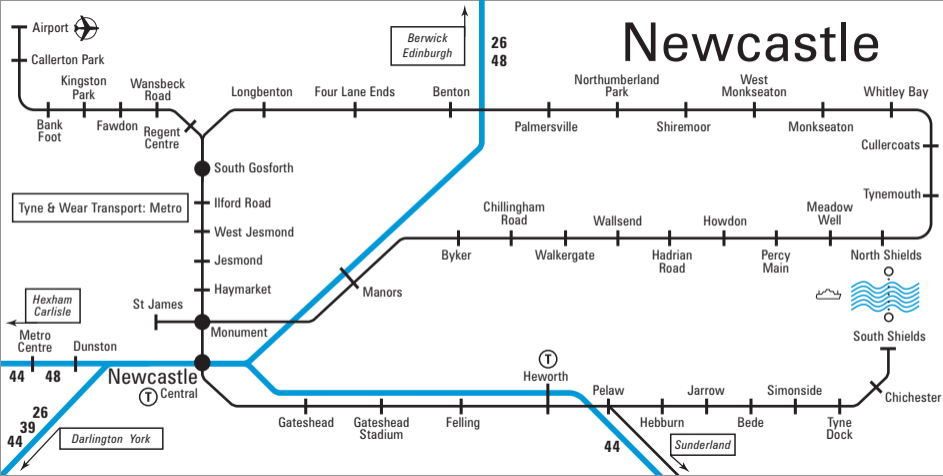 Newcastle
Airport
Callerton Park
Kingston
Park
Wansbeck
Road
Bank
Foot
Fawdon
Regent
Centre
Longbenton
Four Lane Ends
Benton
Berwick
Edinburgh
26
48
Palmersville
Northumberland
Park
Shiremoor
West
Monkseaton
Monkseaton
Whitley Bay
Cullercoats
Tynemouth
South Gosforth
Tyne & Wear Transport: Metro
Ilford Road
West Jesmond
Jesmond
Haymarket
St James
Monument
Manors
Byker
Chillingham
Road
Walkergate
Wallsend
Hadrian
Road
Howdon
Percy
Main
Meadow
Well
North Shields
South Shields
Chichester
Hexham
Carlisle
Metro
Centre
Dunston
44
48
Newcastle
T Central
26
39
44
Darlington York
Gateshead
Gateshead
Stadium
Felling
T
Heworth
Pelaw
44
Hebburn
Sunderland
Jarrow
Bede
Simonside
Tyne
Dock